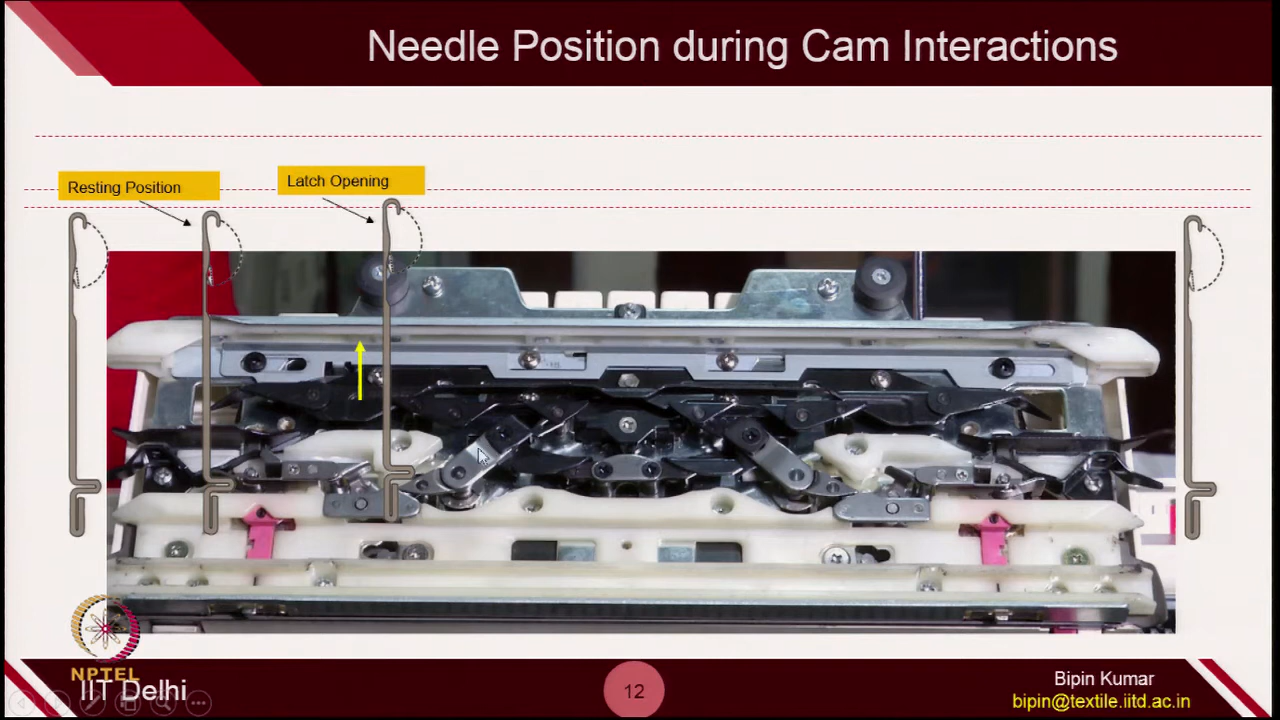 Needle Position during Cam Interactions
Resting Position
Latch Opening
NPTEL
IIT Delhi
12
Bipin Kumar
bipin@textile.iitd.ac.in